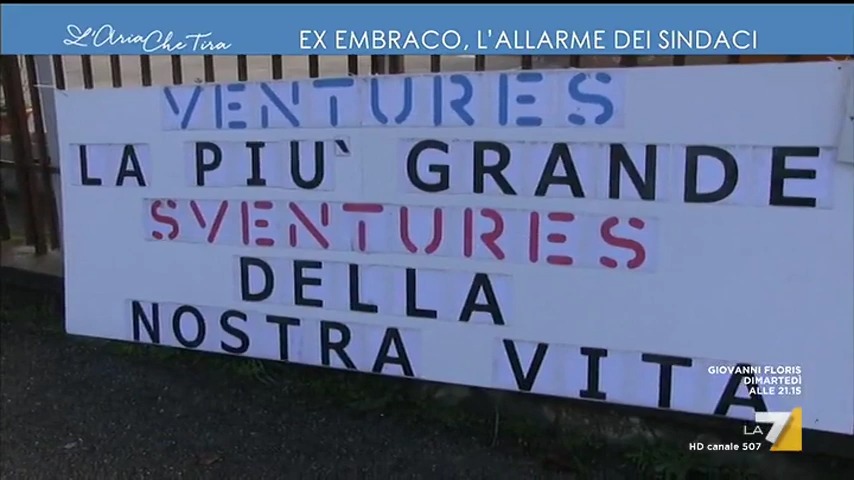 L'Aria Che Tira
EX EMBRACO, L'ALLARME DEI SINDACI
VENTURES
LA PIU' GRANDE
SVENTURES
DELLA
NOSTRA VITA
GIOVANNI FLORIS
DIMARTEDÌ
ALLE 21.15
LA7
HD canale 507